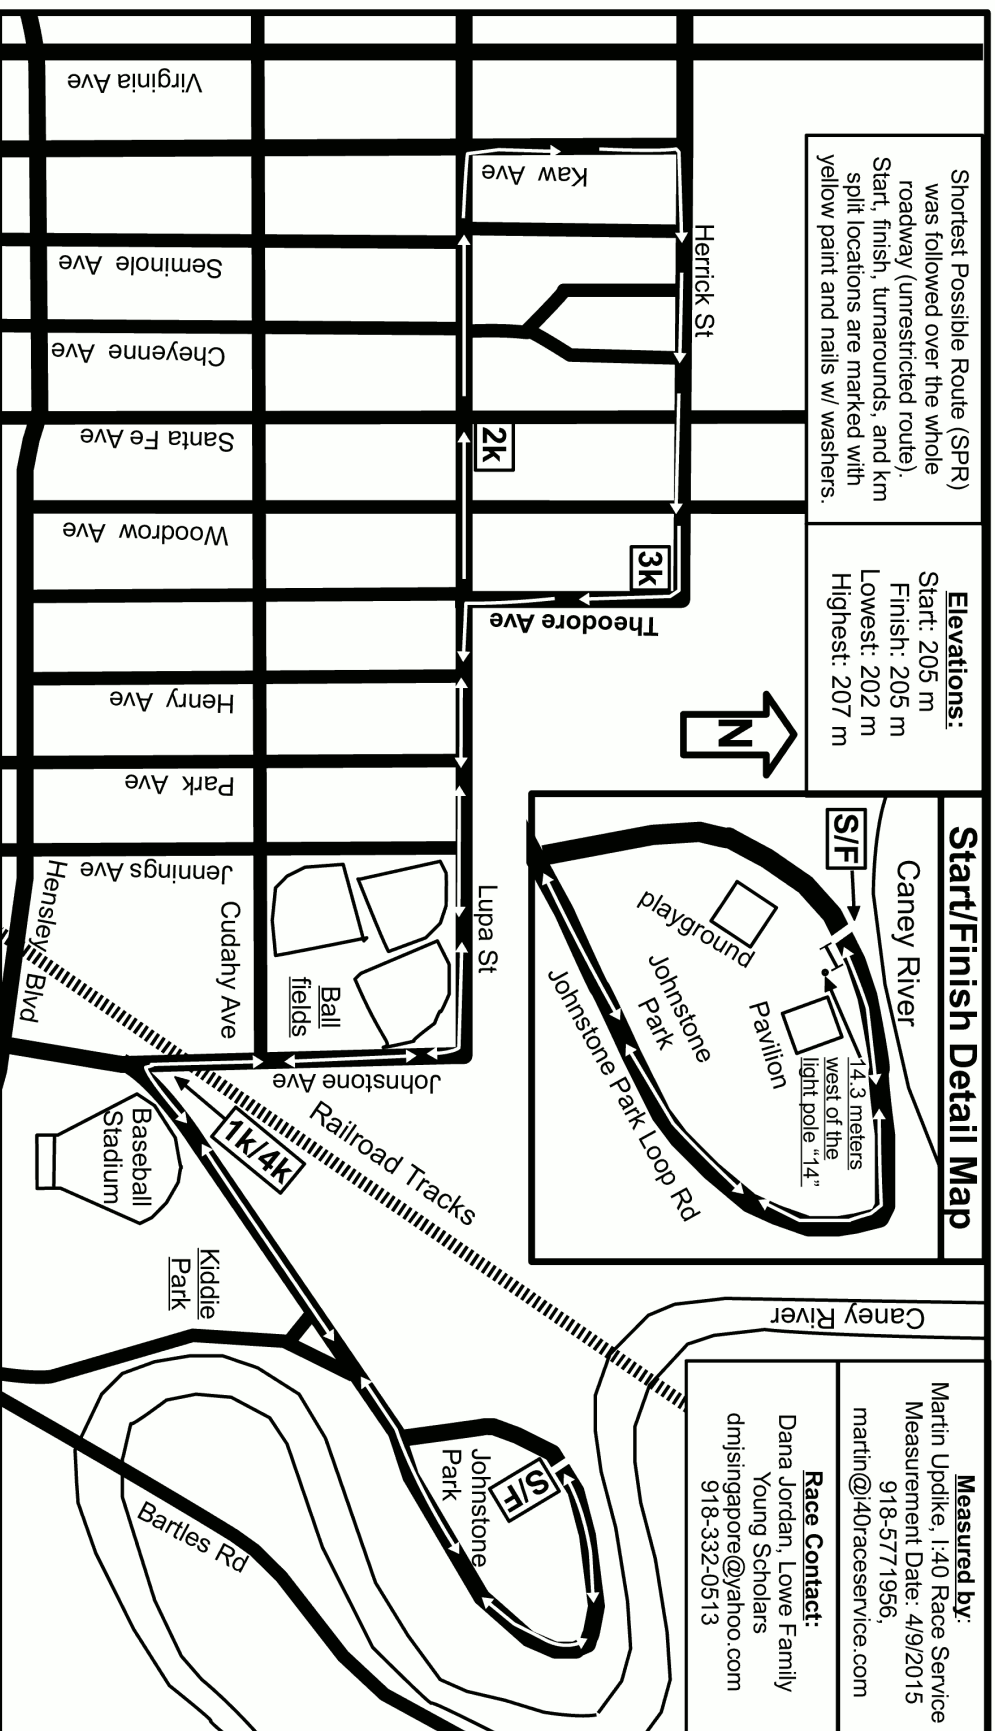 Shortest Possible Route (SPR)
was followed over the whole
roadway (unrestricted route).
Start, finish, turnarounds, and km
split locations are marked with
yellow paint and nails w/ washers.
Elevations:
Start: 205 m
Finish: 205 m
Lowest: 202 m
Highest: 207 m
N
Start/Finish Detail Map
Caney River
S/F
playground
Johnstone
Park
Pavilion
14.3 meters
west of the
light pole "14"
Johnstone Park Loop Rd
Measured by:
Martin Updike, I:40 Race Service
Measurement Date: 4/9/2015
918-5771956,
martin@i40raceservice.com
Race Contact:
Dana Jordan, Lowe Family
Young Scholars
dmjsingapore@yahoo.com
918-332-0513
Caney River
Herrick St
Kaw Ave
3k
Theodore Ave
2k
Lupa St
Virginia Ave
Seminole Ave
Cheyenne Ave
Santa Fe Ave
Woodrow Ave
Henry Ave
Park Ave
Jennings Ave
Cudahy Ave
Hensley Blvd
Ball
fields
Johnstone Ave
Railroad Tracks
1k/4k
Baseball
Stadium
Kiddie
Park
S/F
Johnstone
Park
Bartles Rd